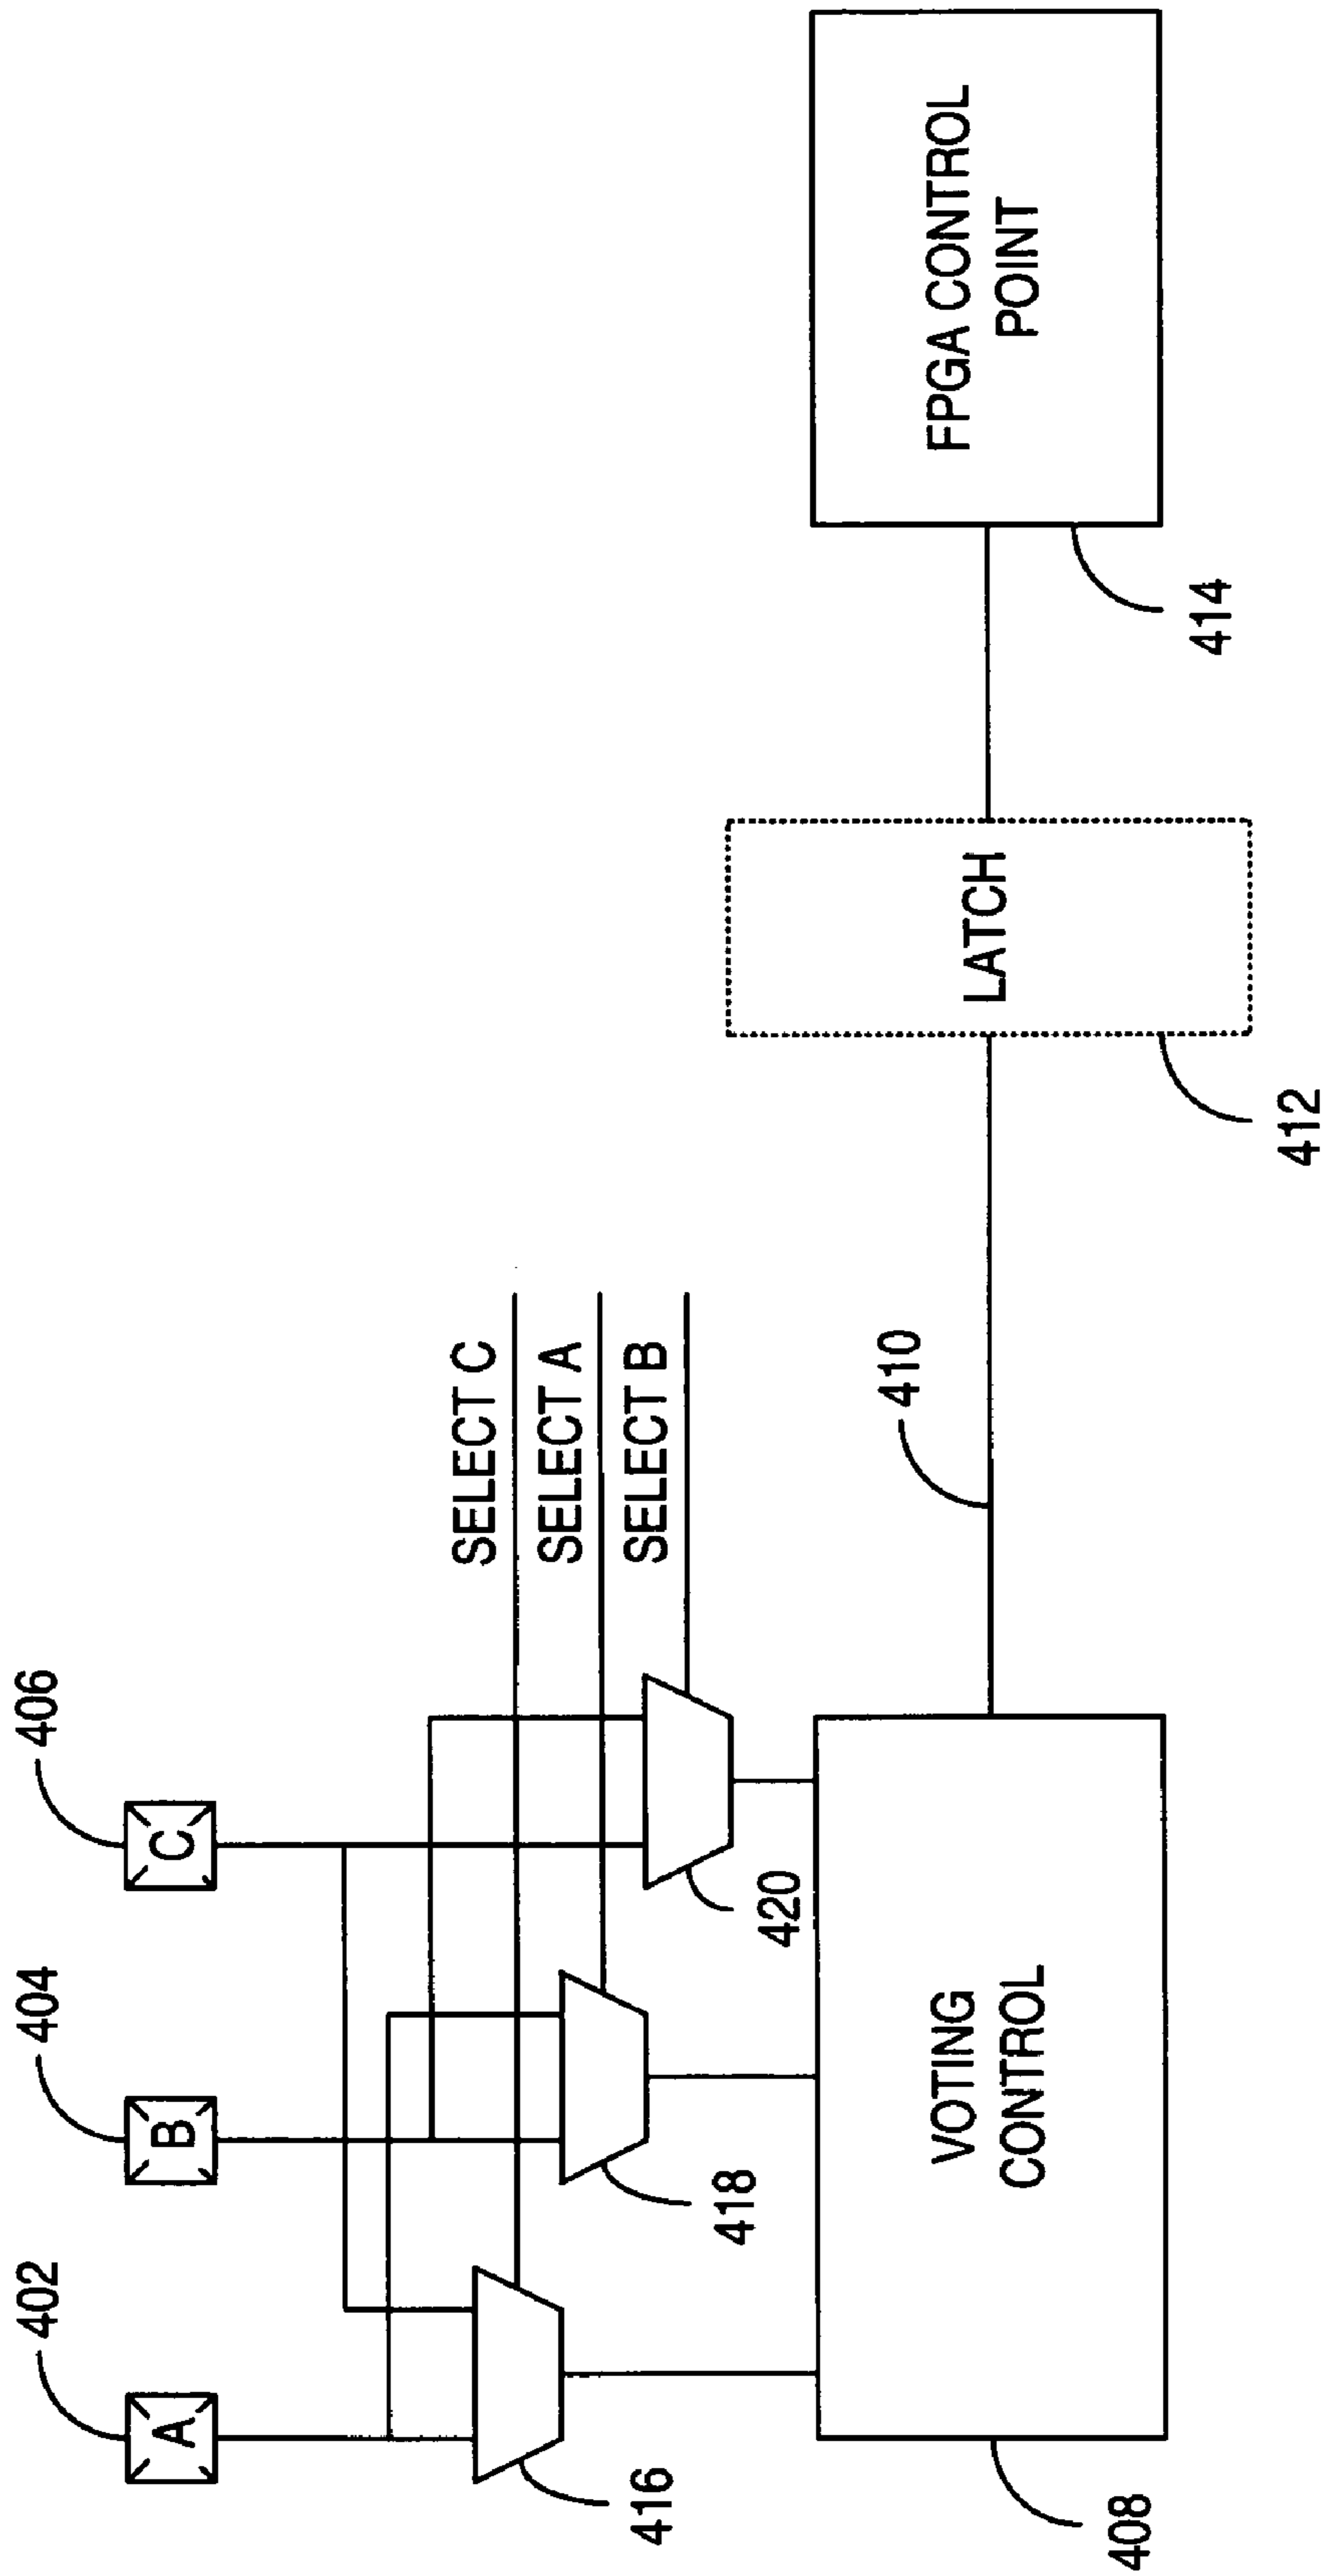 402
404
406
A
B
C
SELECT C
SELECT A
SELECT B
416
418
420
VOTING
CONTROL
408
410
LATCH
412
FPGA CONTROL
POINT
414